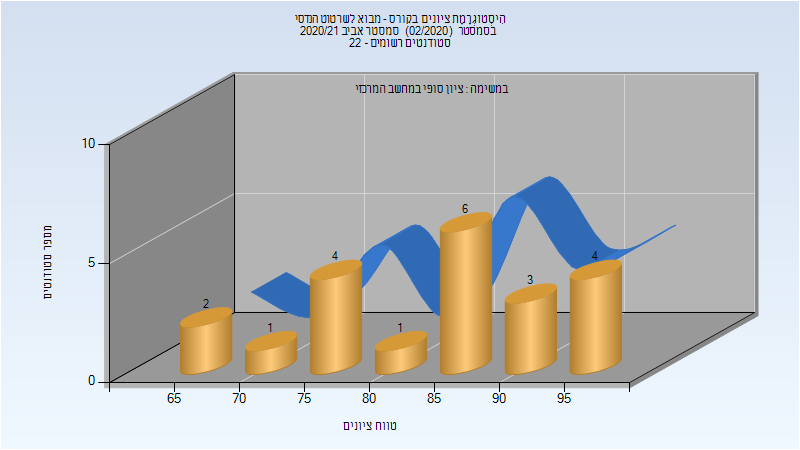 היסטוגרמת ציונים בקורס - מבוא לשרטוט הנדסי
בסמסטר (02/2020) סמסטר אביב 2020/21
סטודנטים רשומים - 22
במשימה : ציון סופי במחשב המרכזי
מספר סטודנטים
10
5
0
2
1
4
1
6
3
4
65
70
75
80
85
90
95
טווח ציונים